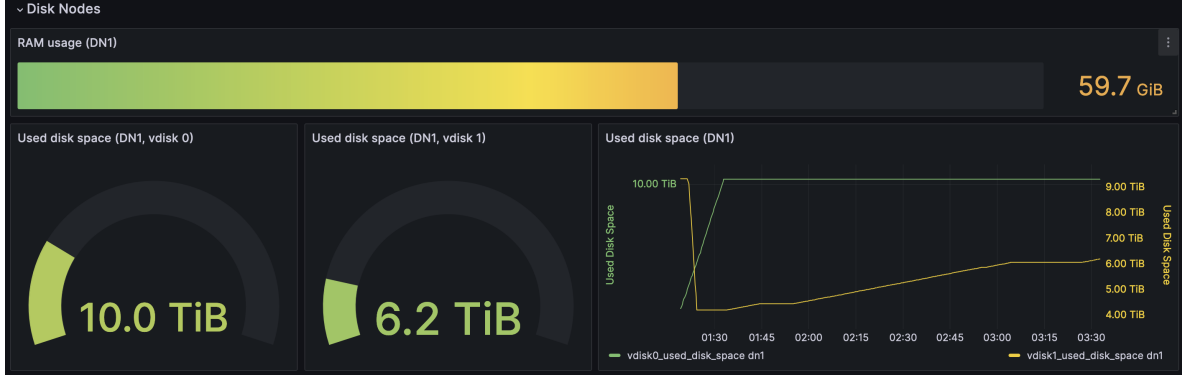 Disk Nodes
RAM usage (DN1)
59.7 GiB
Used disk space (DN1, vdisk 0)
10.0 TiB
Used disk space (DN1, vdisk 1)
6.2 TiB
Used disk space (DN1)
Used Disk Space
10.00 TiB
9.00 TiB
8.00 TiB
7.00 TiB
6.00 TiB
5.00 TiB
4.00 TiB
Used Disk Space
01:30 01:45 02:00 02:15 02:30 02:45 03:00 03:15 03:30
vdisk0_used_disk_space dn1
vdisk1_used_disk_space dn1